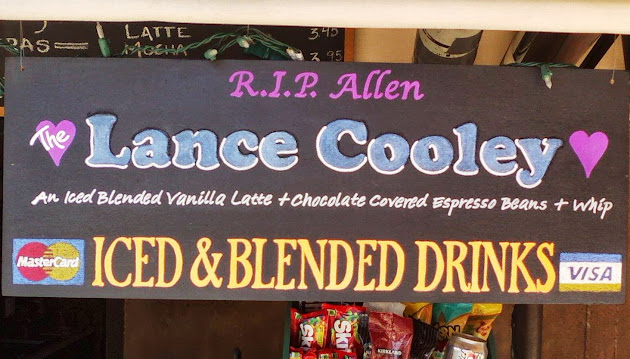 LATTE 3.45
MOCHA 3.95
R.I.P. Allen
The Lance Cooley
An Iced Blended Vanilla Latte + Chocolate Covered Espresso Beans + Whip
MasterCard ICED & BLENDED DRINKS VISA
KIRKLAND